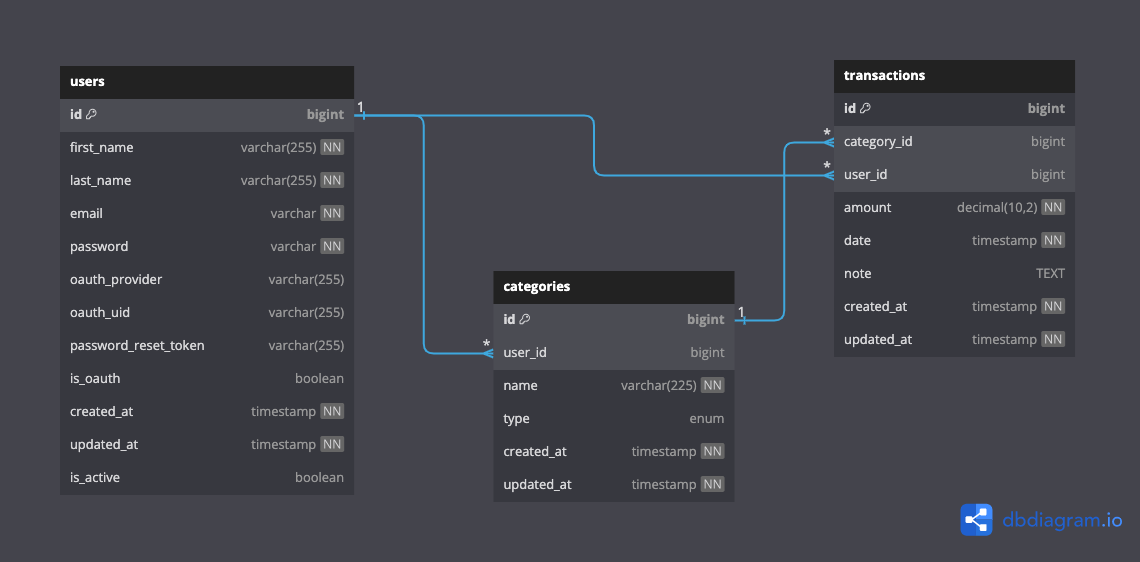 users
id bigint
first_name varchar(255) NN
last_name varchar(255) NN
email varchar NN
password varchar NN
oauth_provider varchar(255)
oauth_uid varchar(255)
password_reset_token varchar(255)
is_oauth boolean
created_at timestamp NN
updated_at timestamp NN
is_active boolean
1
*
categories
id bigint
user_id bigint
name varchar(225) NN
type enum
created_at timestamp NN
updated_at timestamp NN
1
*
*
transactions
id bigint
category_id bigint
user_id bigint
amount decimal(10,2) NN
date timestamp NN
note TEXT
created_at timestamp NN
updated_at timestamp NN
dbdiagram.io